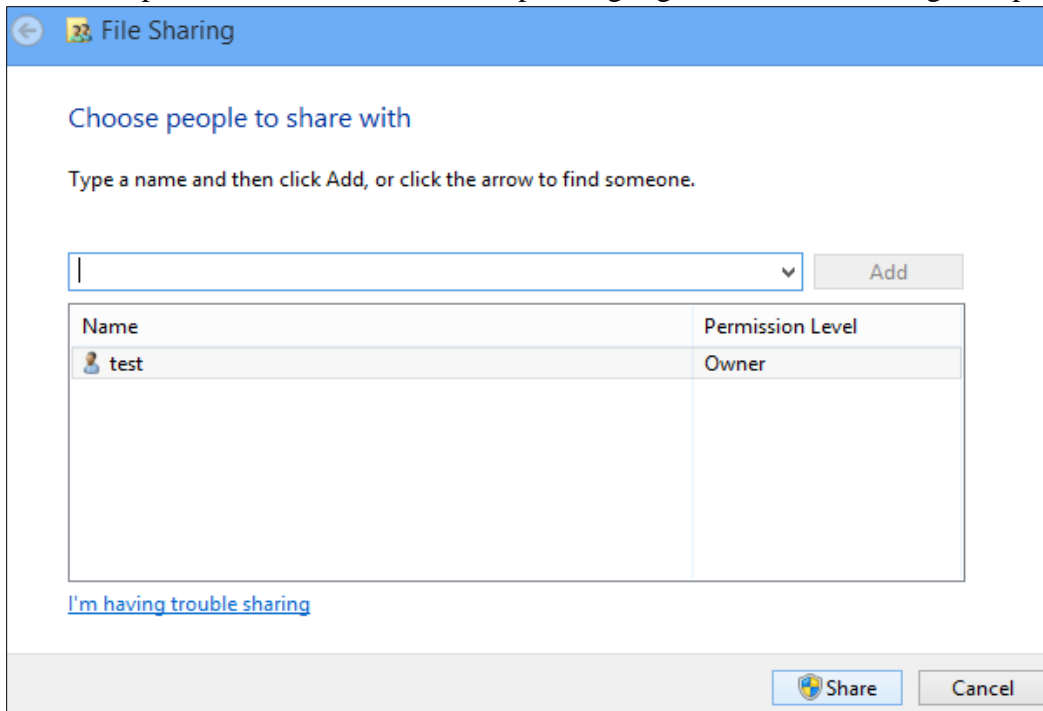 File Sharing
Choose people to share with
Type a name and then click Add, or click the arrow to find someone.
Add
Name Permission Level
test Owner
I'm having trouble sharing
Share Cancel